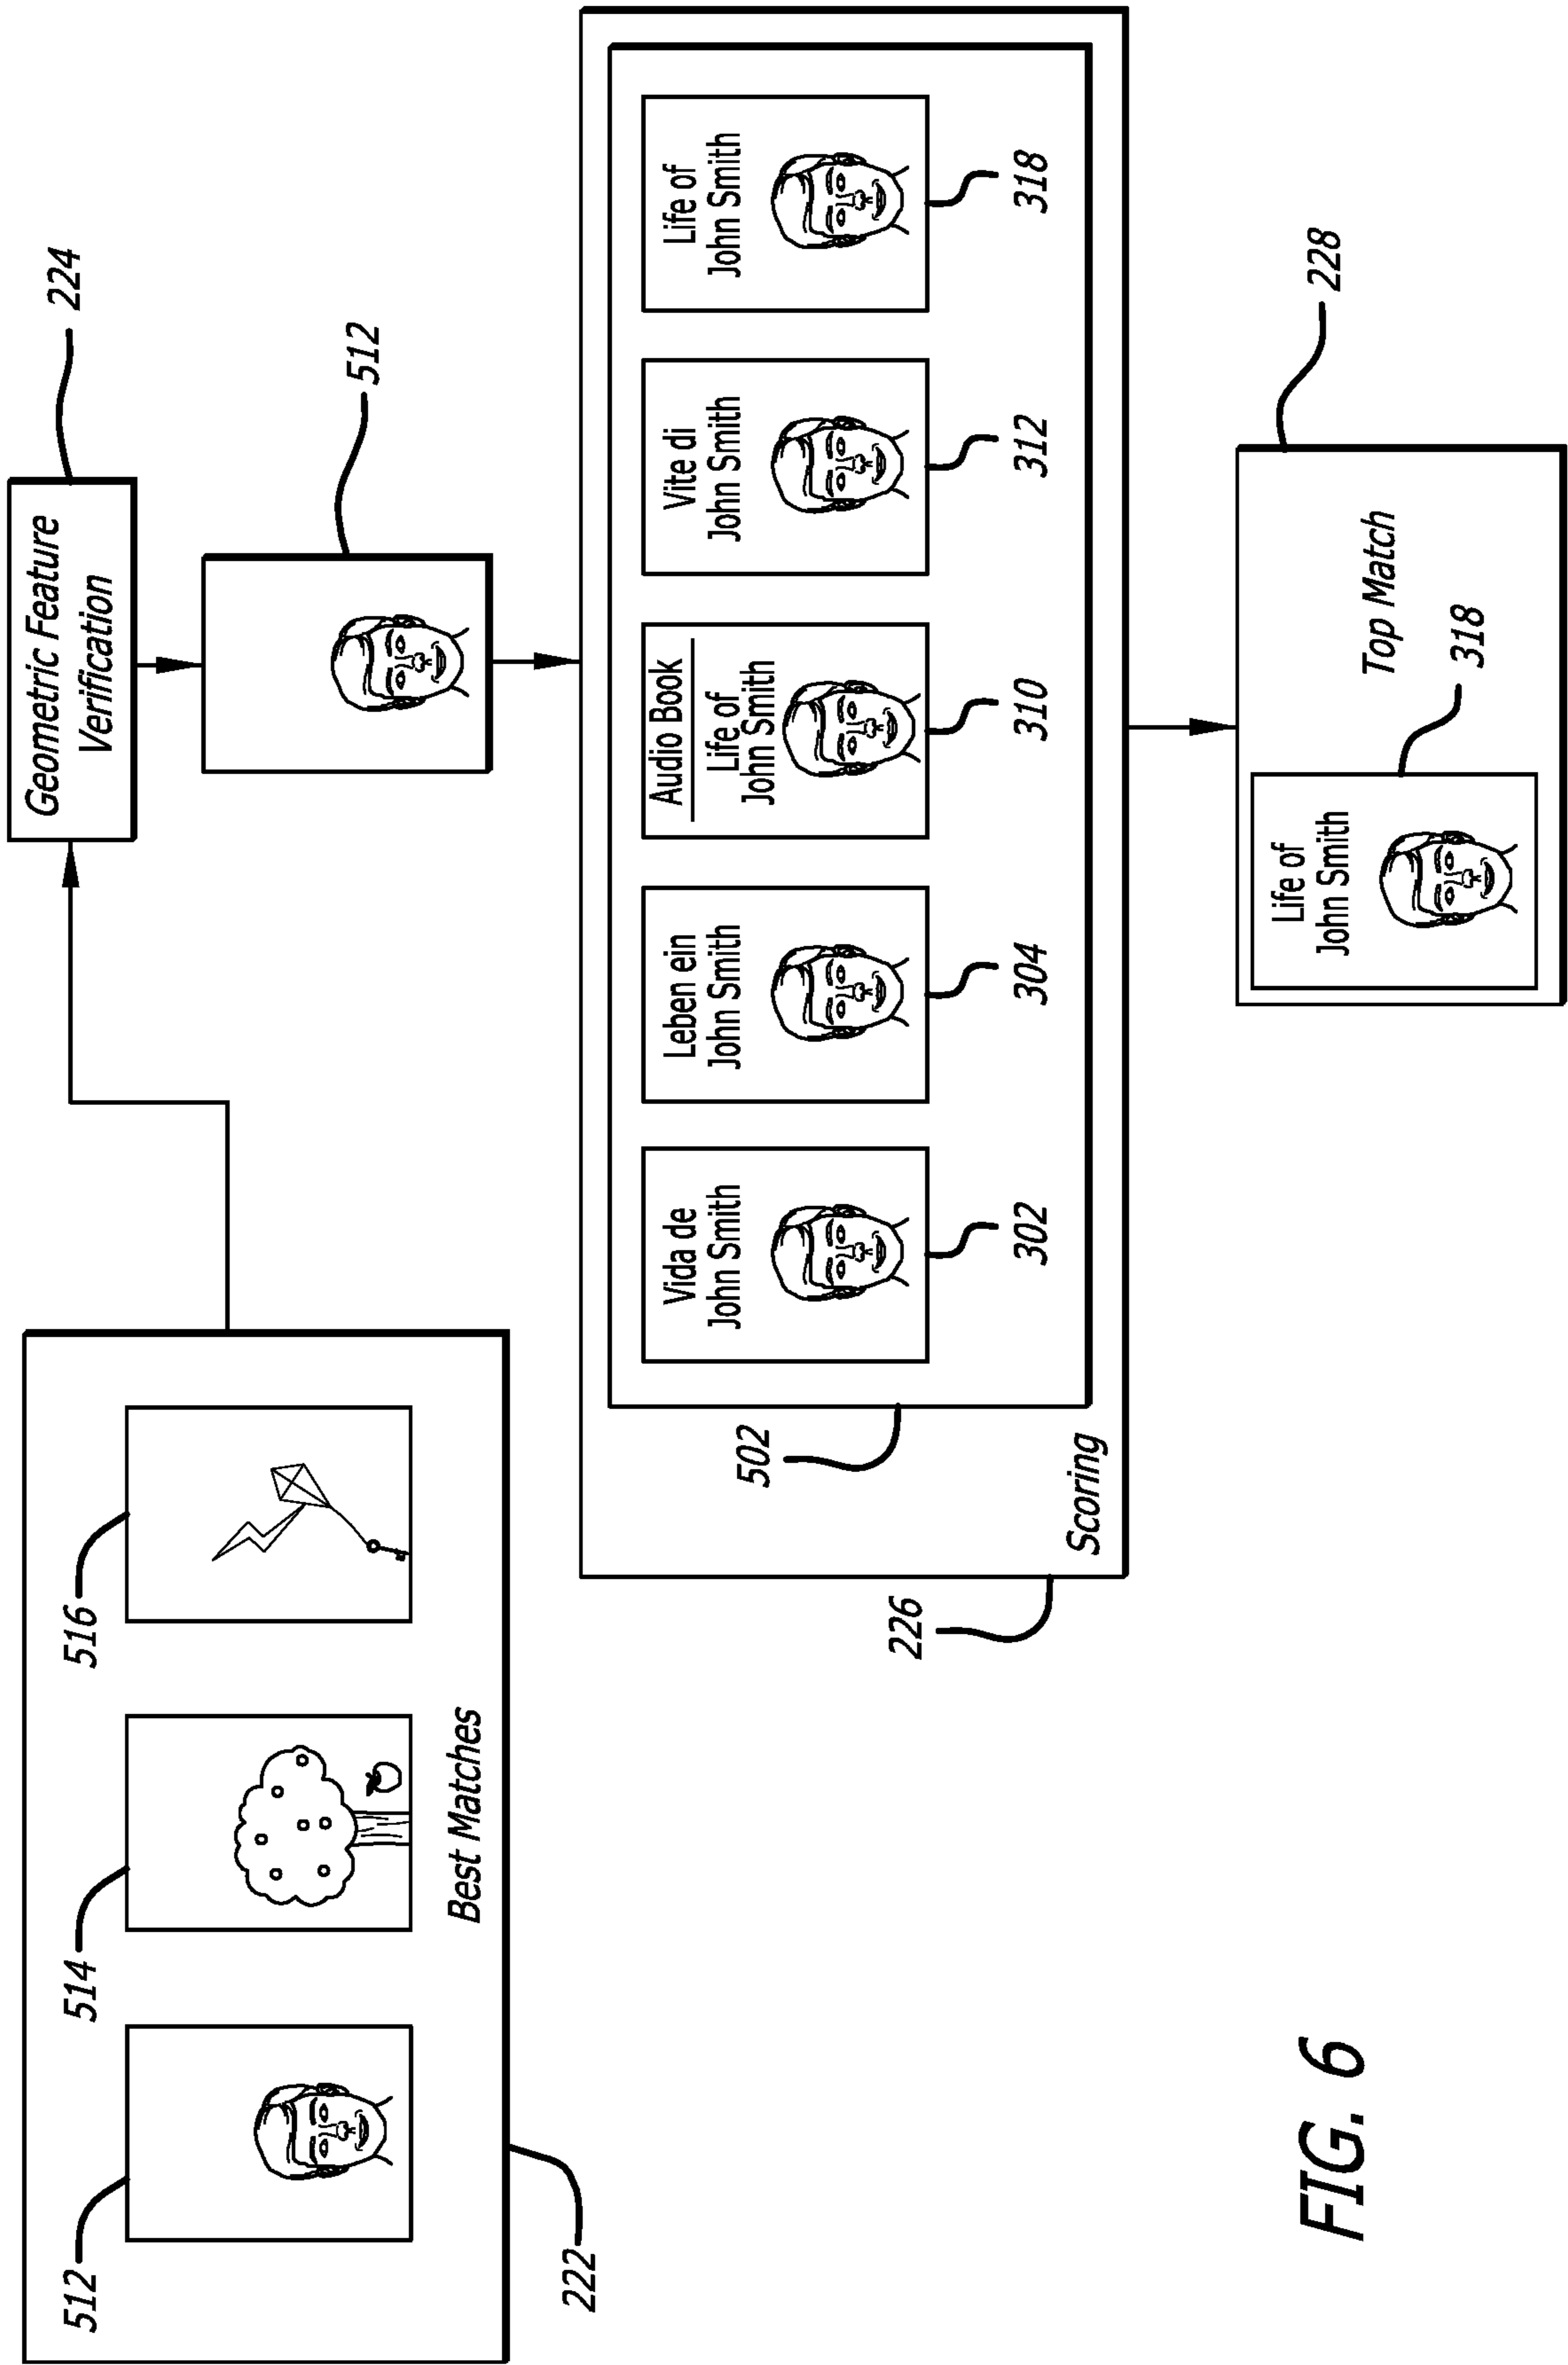 512
514
516
Best Matches
222
Geometric Feature
Verification
224
512
Vida de
John Smith
302
Leben ein
John Smith
304
Audio Book
Life of
John Smith
310
Vite di
John Smith
312
Life of
John Smith
318
502
Scoring
226
Life of
John Smith
Top Match
318
228
FIG. 6